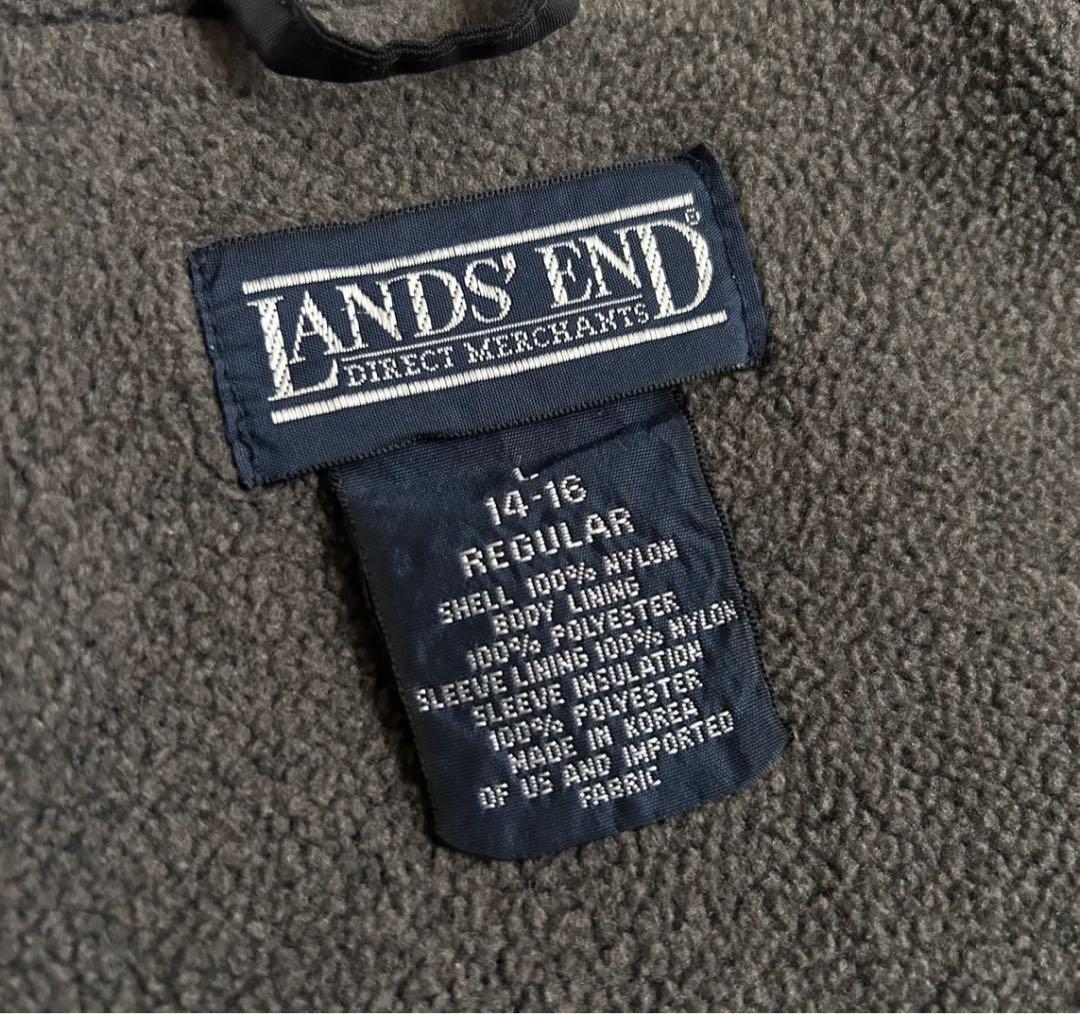 LANDS' END®
DIRECT MERCHANTS
L
14-16
REGULAR
SHELL 100% NYLON
BODY LINING
100% POLYESTER
SLEEVE LINING 100% NYLON
SLEEVE INSULATION
100% POLYESTER
MADE IN KOREA
OF US AND IMPORTED
FABRIC